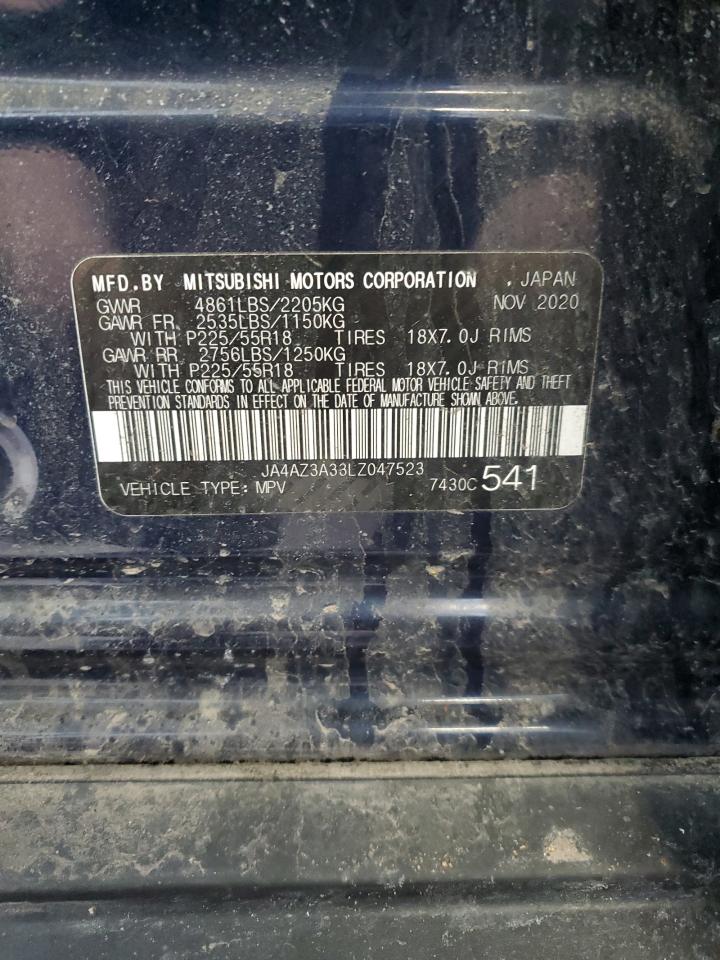 MFD.BY MITSUBISHI MOTORS CORPORATION , JAPAN
GVWR 4861LBS/2205KG NOV 2020
GAWR FR. 2535LBS/1150KG
WITH P225/55R18 TIRES 18X7.0J RIMS
GAWR RR 2756LBS/1250KG
WITH P225/55R18 TIRES 18X7.0J RIMS
THIS VEHICLE CONFORMS TO ALL APPLICABLE FEDERAL MOTOR VEHICLE SAFETY AND THEFT
PREVENTION STANDARDS IN EFFECT ON THE DATE OF MANUFACTURE SHOWN ABOVE.
JA4AZ3A33LZ047523
VEHICLE TYPE: MPV 7430C 541